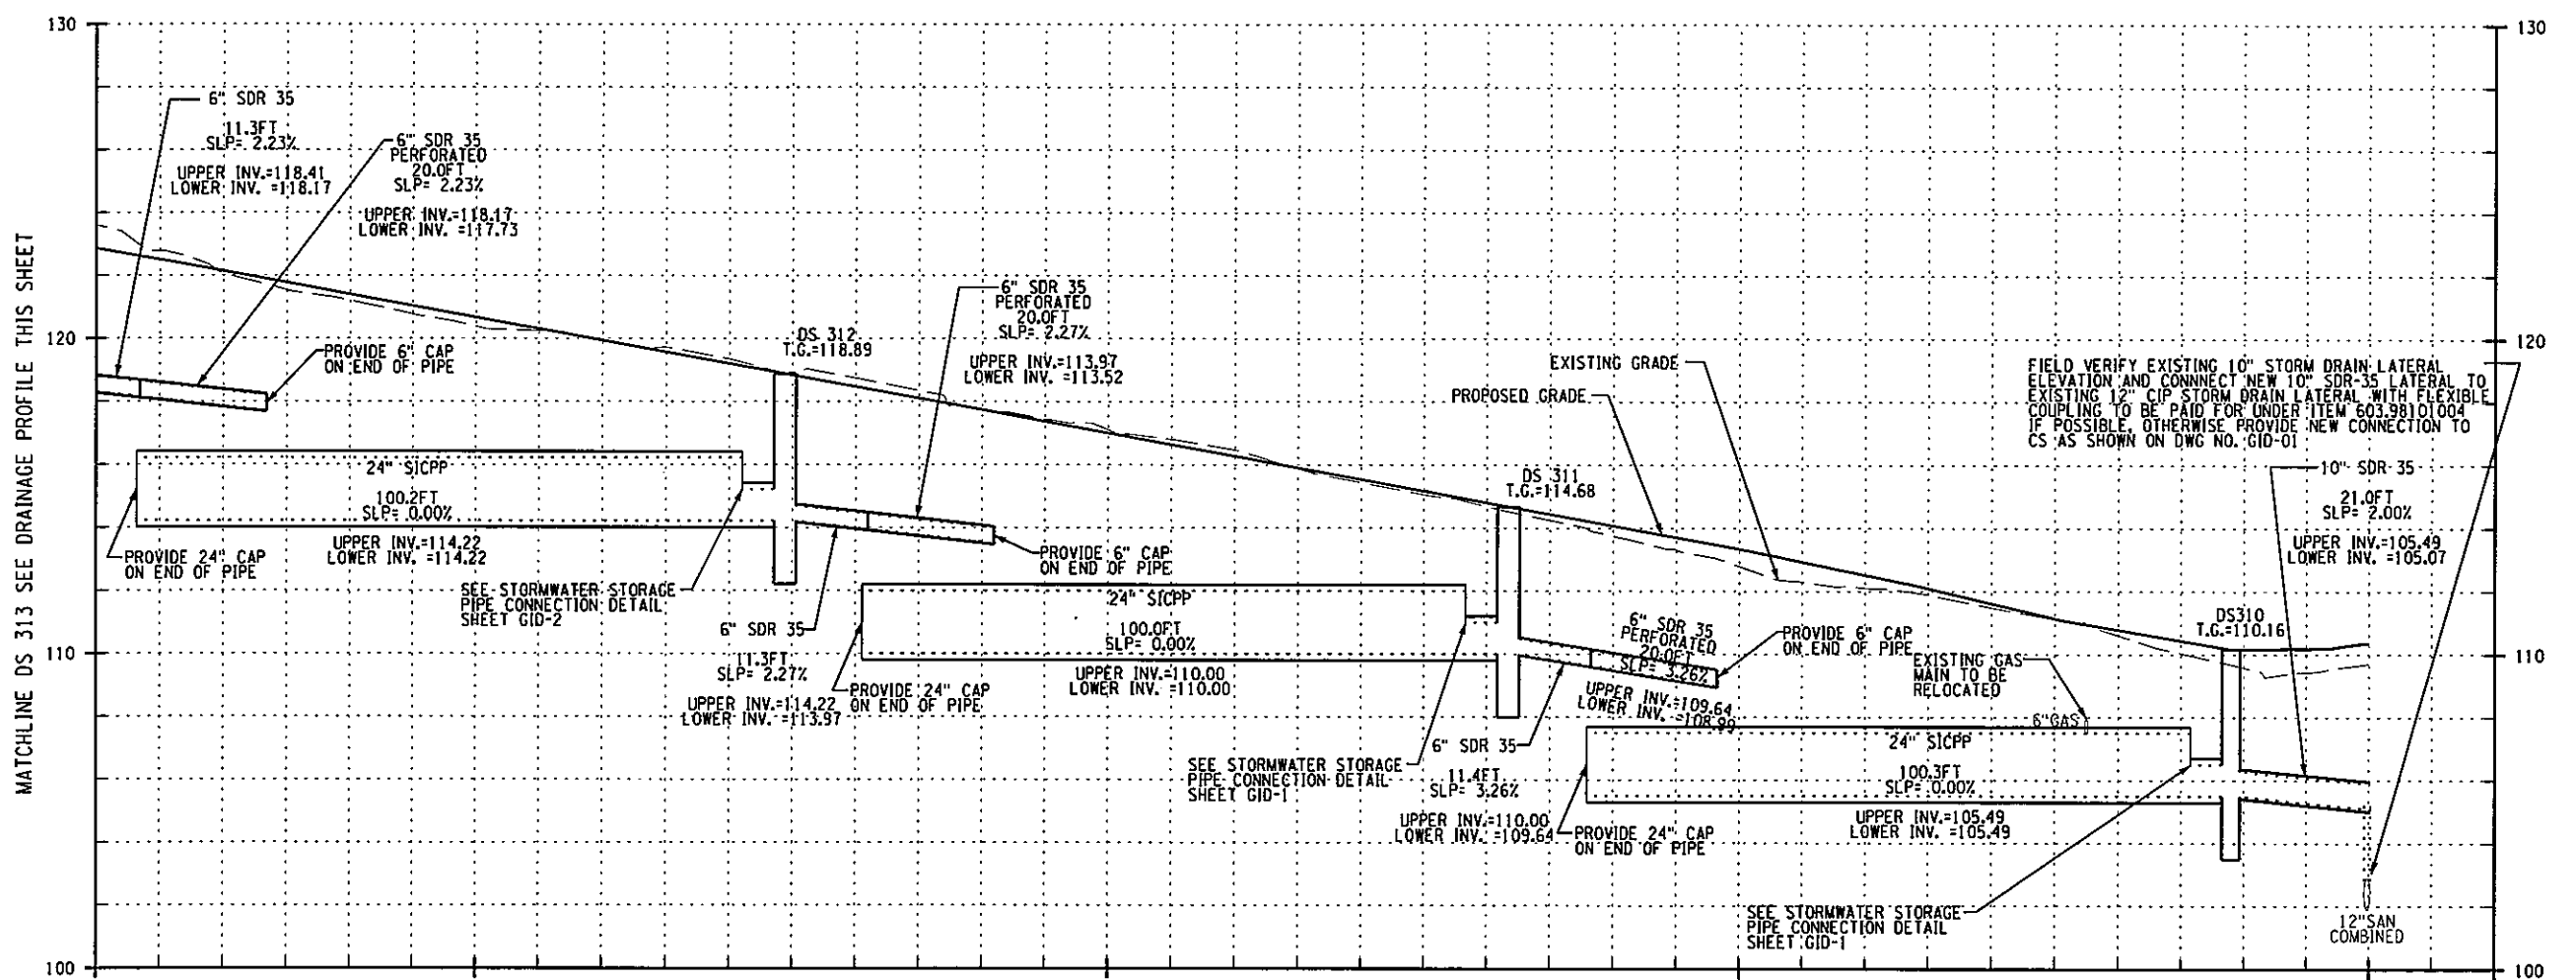 130
130
6" SDR 35
11.3FT
SLP= 2.23%
UPPER INV.=118.41
LOWER INV. =118.17
6" SDR 35
PERFORATED
20.0FT
SLP= 2.23%
UPPER INV.=118.17
LOWER INV. =117.73
MATCHLINE DS 313 SEE DRAINAGE PROFILE THIS SHEET
120
120
PROVIDE 6" CAP
ON END OF PIPE
DS 312
T.G.=118.89
6" SDR 35
PERFORATED
20.0FT
SLP= 2.27%
UPPER INV.=113.97
LOWER INV. =113.52
EXISTING GRADE
PROPOSED GRADE
FIELD VERIFY EXISTING 10" STORM DRAIN LATERAL
ELEVATION AND CONNNECT NEW 10" SDR-35 LATERAL TO
EXISTING 12" CIP STORM DRAIN LATERAL WITH FLEXIBLE
COUPLING TO BE PAID FOR UNDER ITEM 603.98101004
IF POSSIBLE, OTHERWISE PROVIDE NEW CONNECTION TO
CS AS SHOWN ON DWG NO. GID-01
24" SICPP
100.2FT
SLP= 0.00%
UPPER INV.=114.22
LOWER INV. =114.22
PROVIDE 24" CAP
ON END OF PIPE
SEE STORMWATER STORAGE
PIPE CONNECTION DETAIL
SHEET GID-2
PROVIDE 6" CAP
ON END OF PIPE
6" SDR 35
11.3FT
SLP= 2.27%
UPPER INV.=114.22
LOWER INV. =113.97
24" SICPP
100.0FT
SLP= 0.00%
UPPER INV.=110.00
LOWER INV. =110.00
PROVIDE 24" CAP
ON END OF PIPE
DS 311
T.G.=114.68
10" SDR 35
21.0FT
SLP= 2.00%
UPPER INV.=105.49
LOWER INV. =105.07
110
110
6" SDR 35
PERFORATED
20.0FT
SLP= 3.26%
UPPER INV.=109.64
LOWER INV. =108.99
PROVIDE 6" CAP
ON END OF PIPE
DS310
T.G.=110.16
EXISTING GAS
MAIN TO BE
RELOCATED
6"GAS
SEE STORMWATER STORAGE
PIPE CONNECTION DETAIL
SHEET GID-1
6" SDR 35
11.4FT
SLP= 3.26%
UPPER INV.=110.00
LOWER INV. =109.64
24" SICPP
100.3FT
SLP= 0.00%
UPPER INV.=105.49
LOWER INV. =105.49
PROVIDE 24" CAP
ON END OF PIPE
SEE STORMWATER STORAGE
PIPE CONNECTION DETAIL
SHEET GID-1
12"SAN
COMBINED
100
100